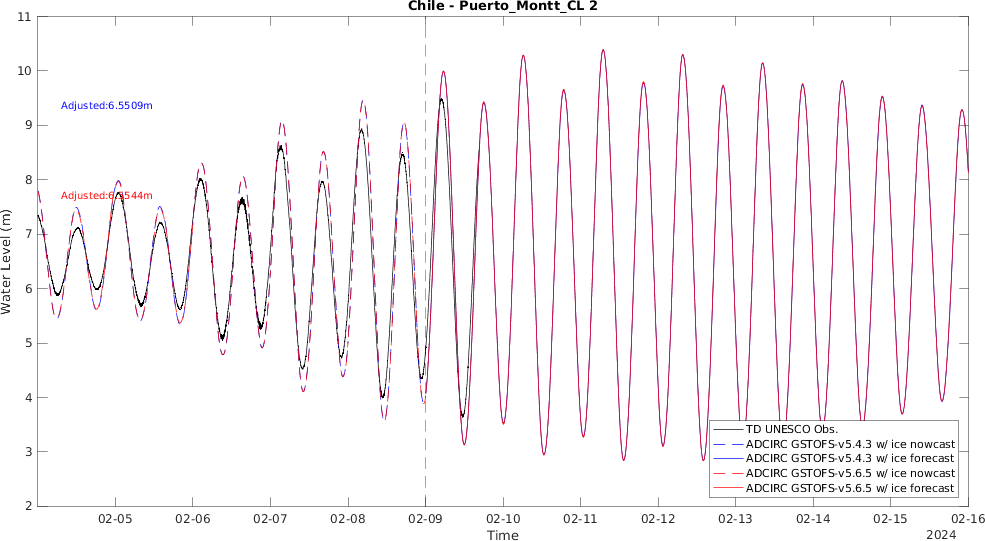 Chile - Puerto_Montt_CL 2
11
10
9
8
7
6
5
4
3
2
Water Level (m)
Adjusted:6.5509m
TD UNESCO Obs.
ADCIRC GSTOFS-v5.4.3 w/ ice nowcast
ADCIRC GSTOFS-v5.4.3 w/ ice forecast
ADCIRC GSTOFS-v5.6.5 w/ ice nowcast
ADCIRC GSTOFS-v5.6.5 w/ ice forecast
02-05 02-06 02-07 02-08 02-09 02-10 02-11 02-12 02-13 02-14 02-15 02-16
Time
2024